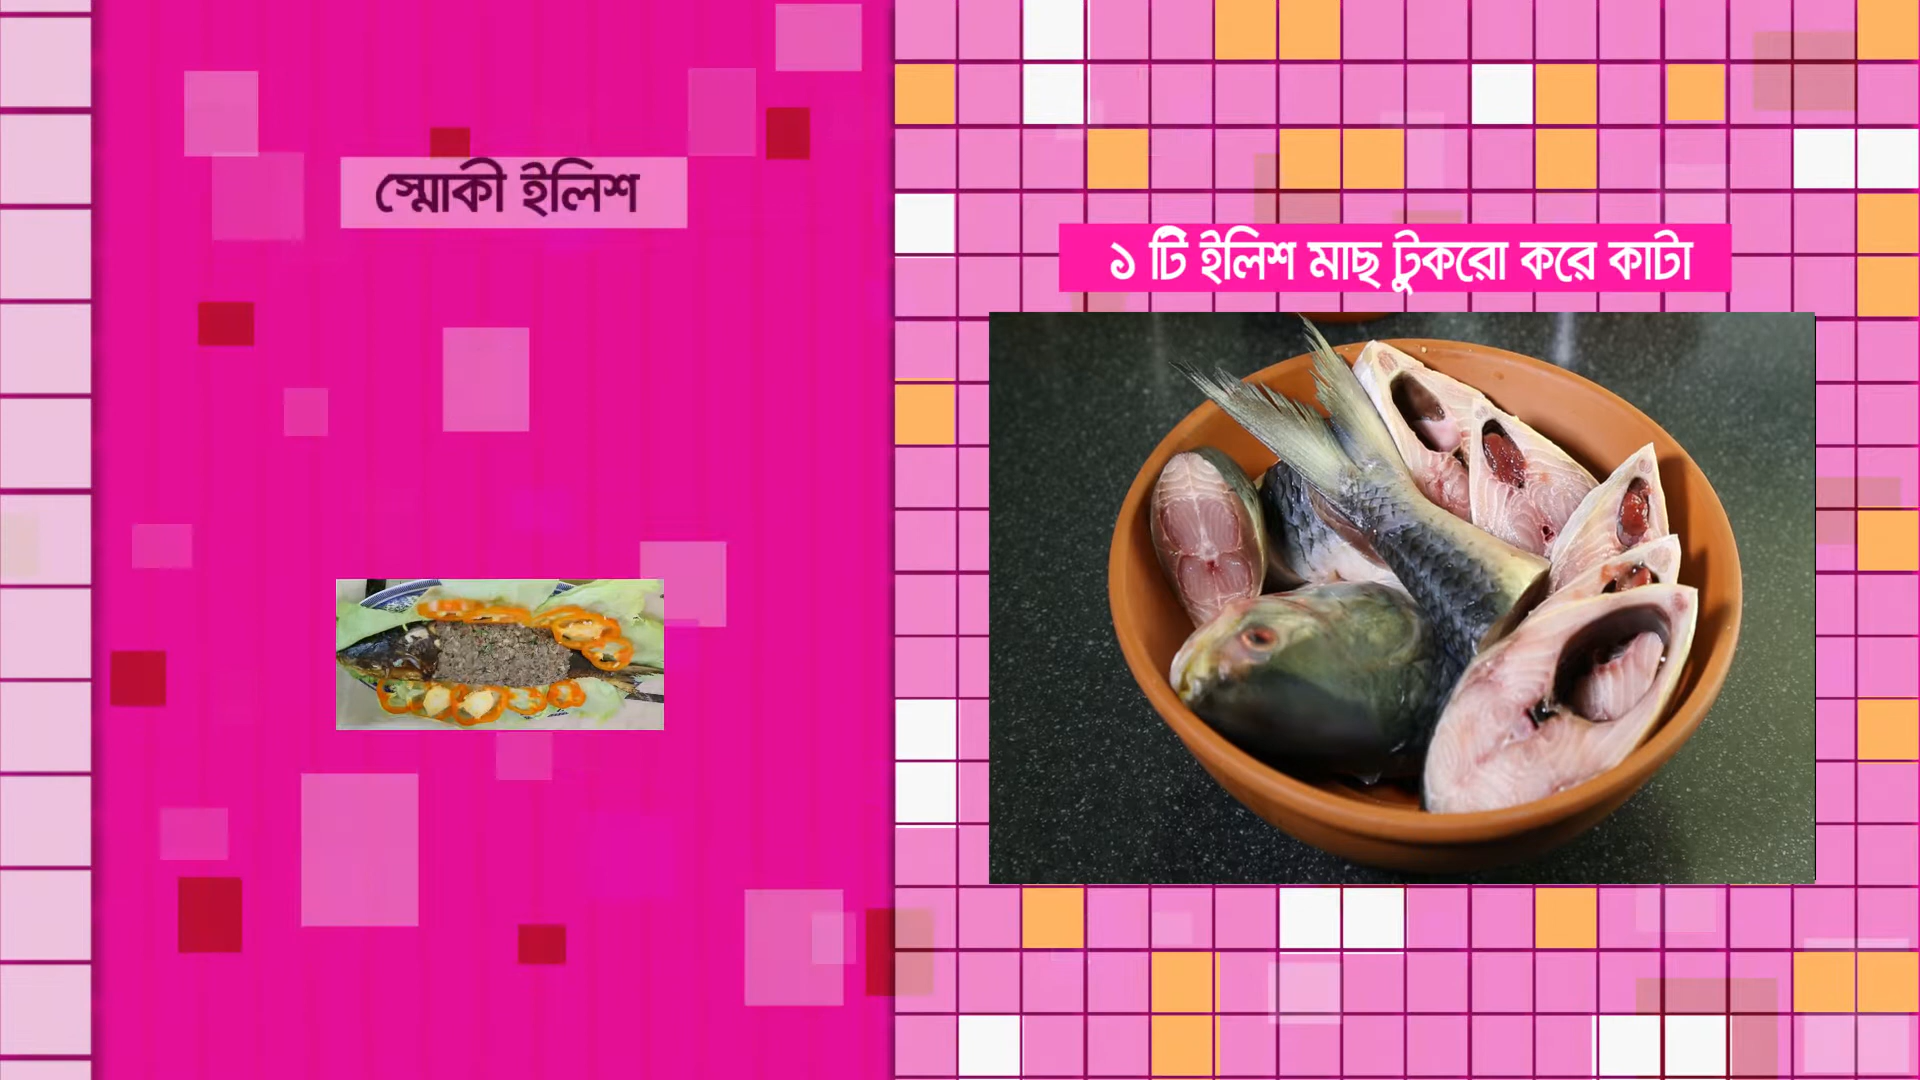 স্মোকী ইলিশ
১ টি ইলিশ মাছ টুকরো করে কাটা